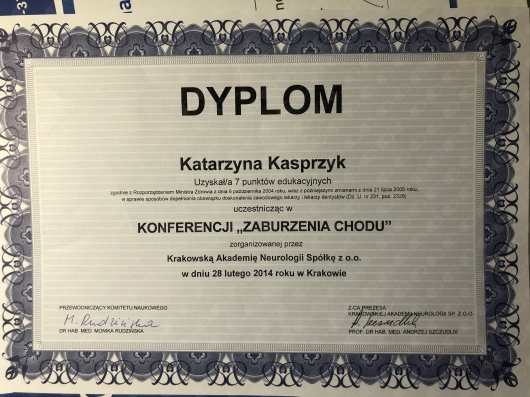 DYPLOM
Katarzyna Kasprzyk
Uzyskał/a 7 punktów edukacyjnych
zgodnie z Rozporządzeniem Ministra Zdrowia z dnia 6 października 2004 roku, wraz z późniejszymi zmianami z dnia 21 lipca 2005 roku,
w sprawie sposobów dopełniania obowiązku doskonalenia zawodowego lekarzy i lekarzy dentystów (Dz. U. nr 231, poz. 2326)
uczestnicząc w
KONFERENCJI „ZABURZENIA CHODU”
zorganizowanej przez
Krakowską Akademię Neurologii Spółkę z o.o.
w dniu 28 lutego 2014 roku w Krakowie
PRZEWODNICZĄCY KOMITETU NAUKOWEGO
M. Rudzińska
DR HAB. MED. MONIKA RUDZIŃSKA
Z-CA PREZESA
KRAKOWSKIEJ AKADEMII NEUROLOGII SP. Z O.O.
PROF. DR HAB. MED. ANDRZEJ SZCZUDLIK